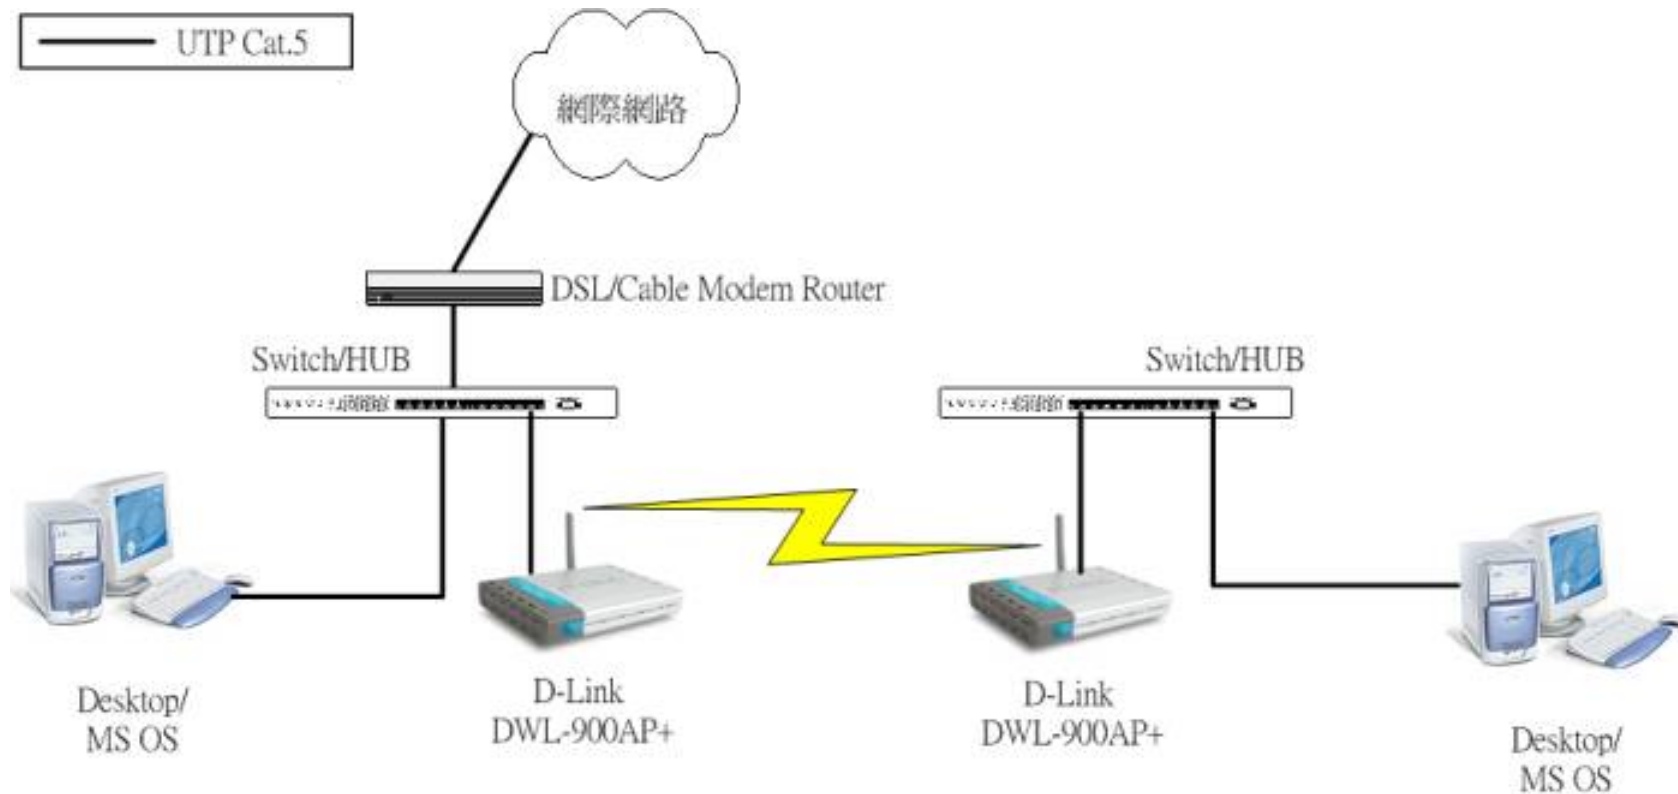 UTP Cat.5
網際網路
DSL/Cable Modem Router
Switch/HUB
Switch/HUB
Desktop/
MS OS
D-Link
DWL-900AP+
D-Link
DWL-900AP+
Desktop/
MS OS